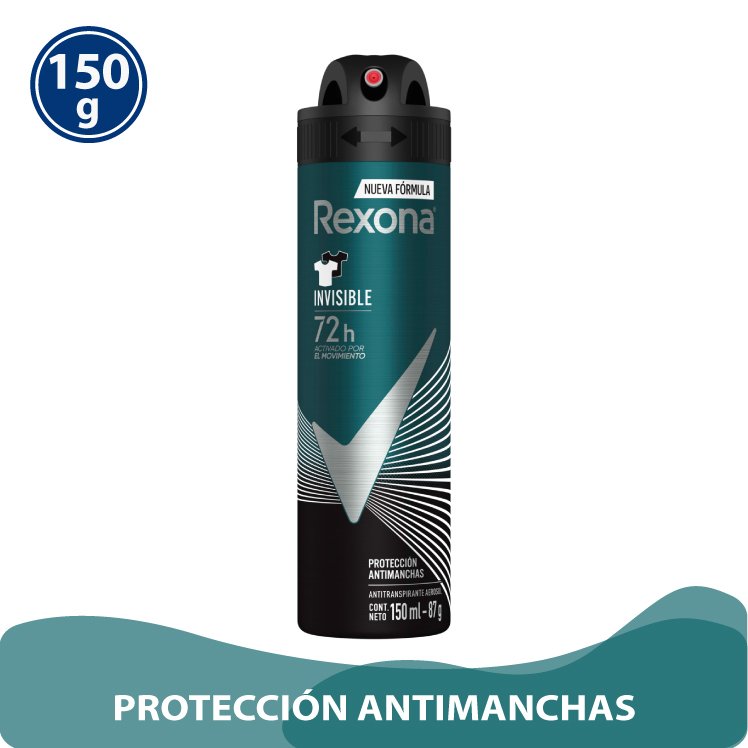 150
g
NUEVA FÓRMULA
Rexona®
INVISIBLE
72h
ACTIVADO POR
EL MOVIMIENTO
PROTECCIÓN
ANTIMANCHAS
ANTITRANSPIRANTE AEROSOL
CONT.
NETO 150 ml - 87 g
PROTECCIÓN ANTIMANCHAS